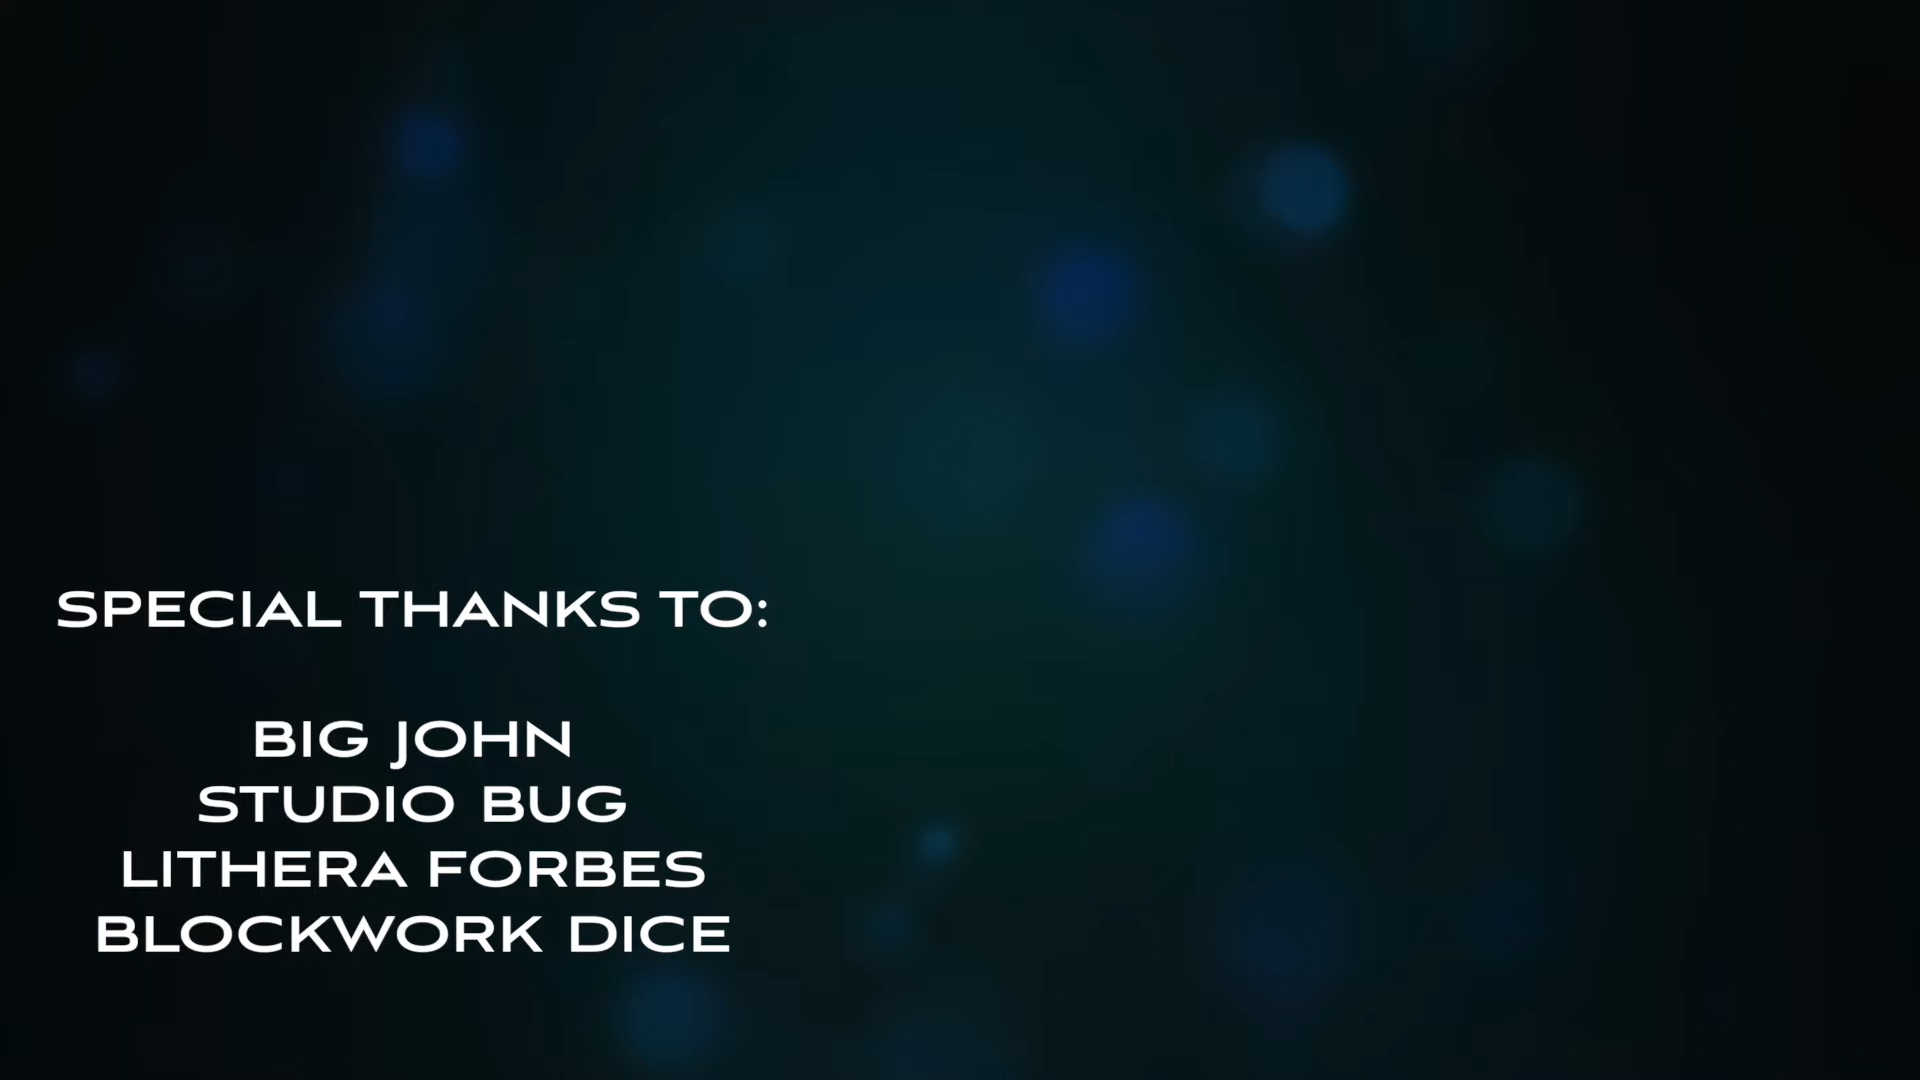 SPECIAL THANKS TO:
BIG JOHN
STUDIO BUG
LITHERA FORBES
BLOCKWORK DICE